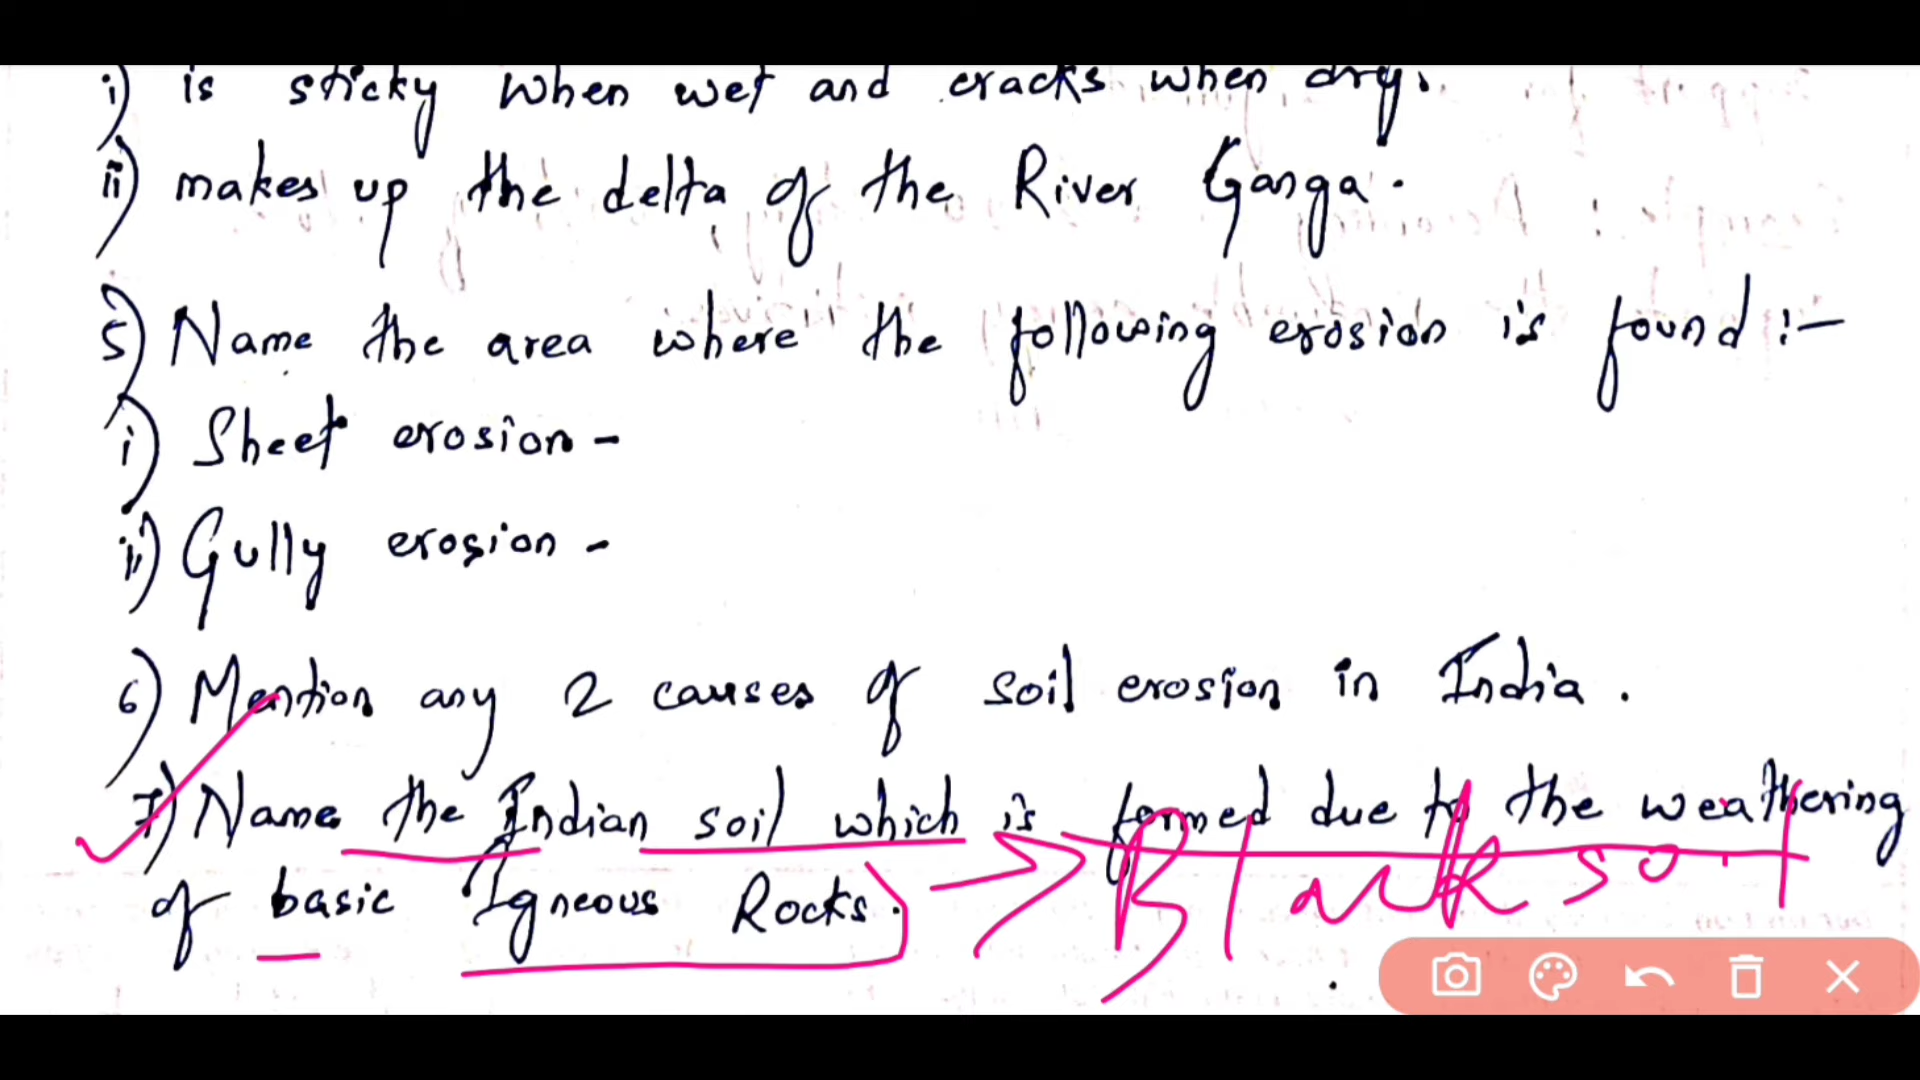 i) is sticky when wet and cracks when dry.
ii) makes up the delta of the River Ganga.
5) Name the area where the following erosion is found :-
i) Sheet erosion -
ii) Gully erosion -
6) Mention any 2 causes of soil erosion in India.
7) Name the Indian soil which is formed due to the weathering
of basic Igneous Rocks.
Black soil